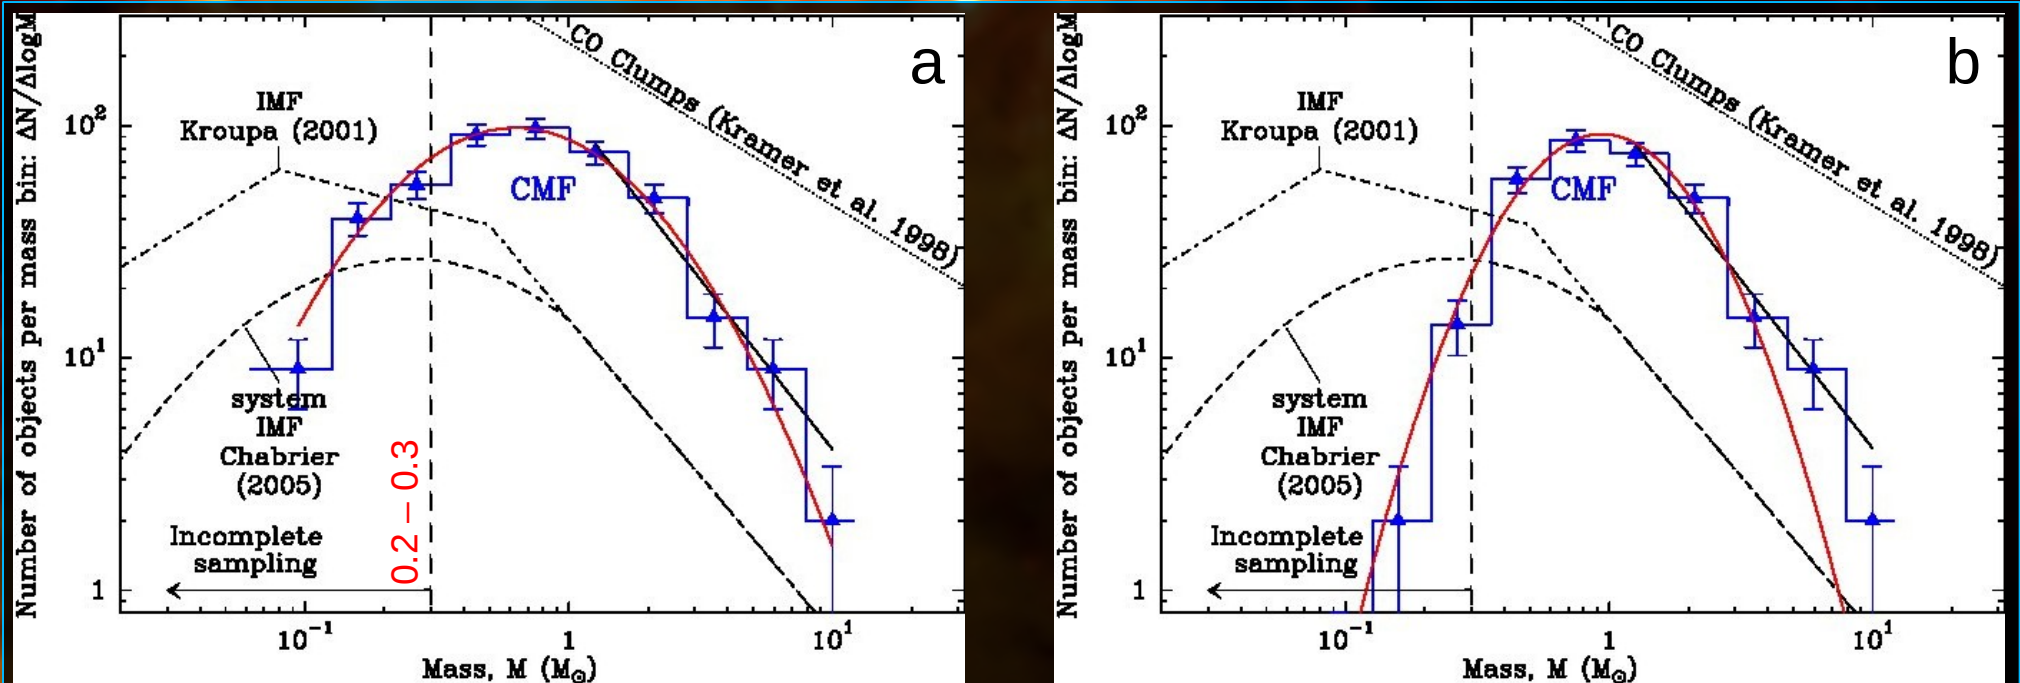 a
Number of objects per mass bin: ΔN/ΔlogM
10²
10¹
1
IMF
Kroupa (2001)
CO Clumps (Kramer et al. 1998)
CMF
system
IMF
Chabrier
(2005)
0.2 – 0.3
Incomplete
sampling
10⁻¹
1
10¹
Mass, M (M⊙)
b
Number of objects per mass bin: ΔN/ΔlogM
10²
10¹
1
IMF
Kroupa (2001)
CO Clumps (Kramer et al. 1998)
CMF
system
IMF
Chabrier
(2005)
Incomplete
sampling
10⁻¹
1
10¹
Mass, M (M⊙)